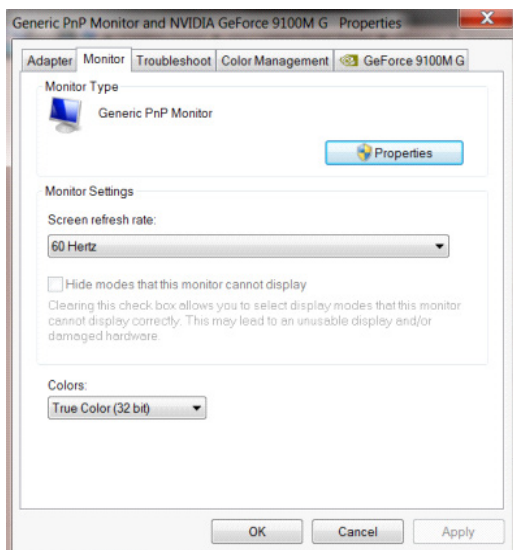 Generic PnP Monitor and NVIDIA GeForce 9100M G Properties
X
Adapter Monitor Troubleshoot Color Management GeForce 9100M G
Monitor Type
Generic PnP Monitor
Properties
Monitor Settings
Screen refresh rate:
60 Hertz
Hide modes that this monitor cannot display
Clearing this check box allows you to select display modes that this monitor
cannot display correctly. This may lead to an unusable display and/or
damaged hardware.
Colors:
True Color (32 bit)
OK Cancel Apply